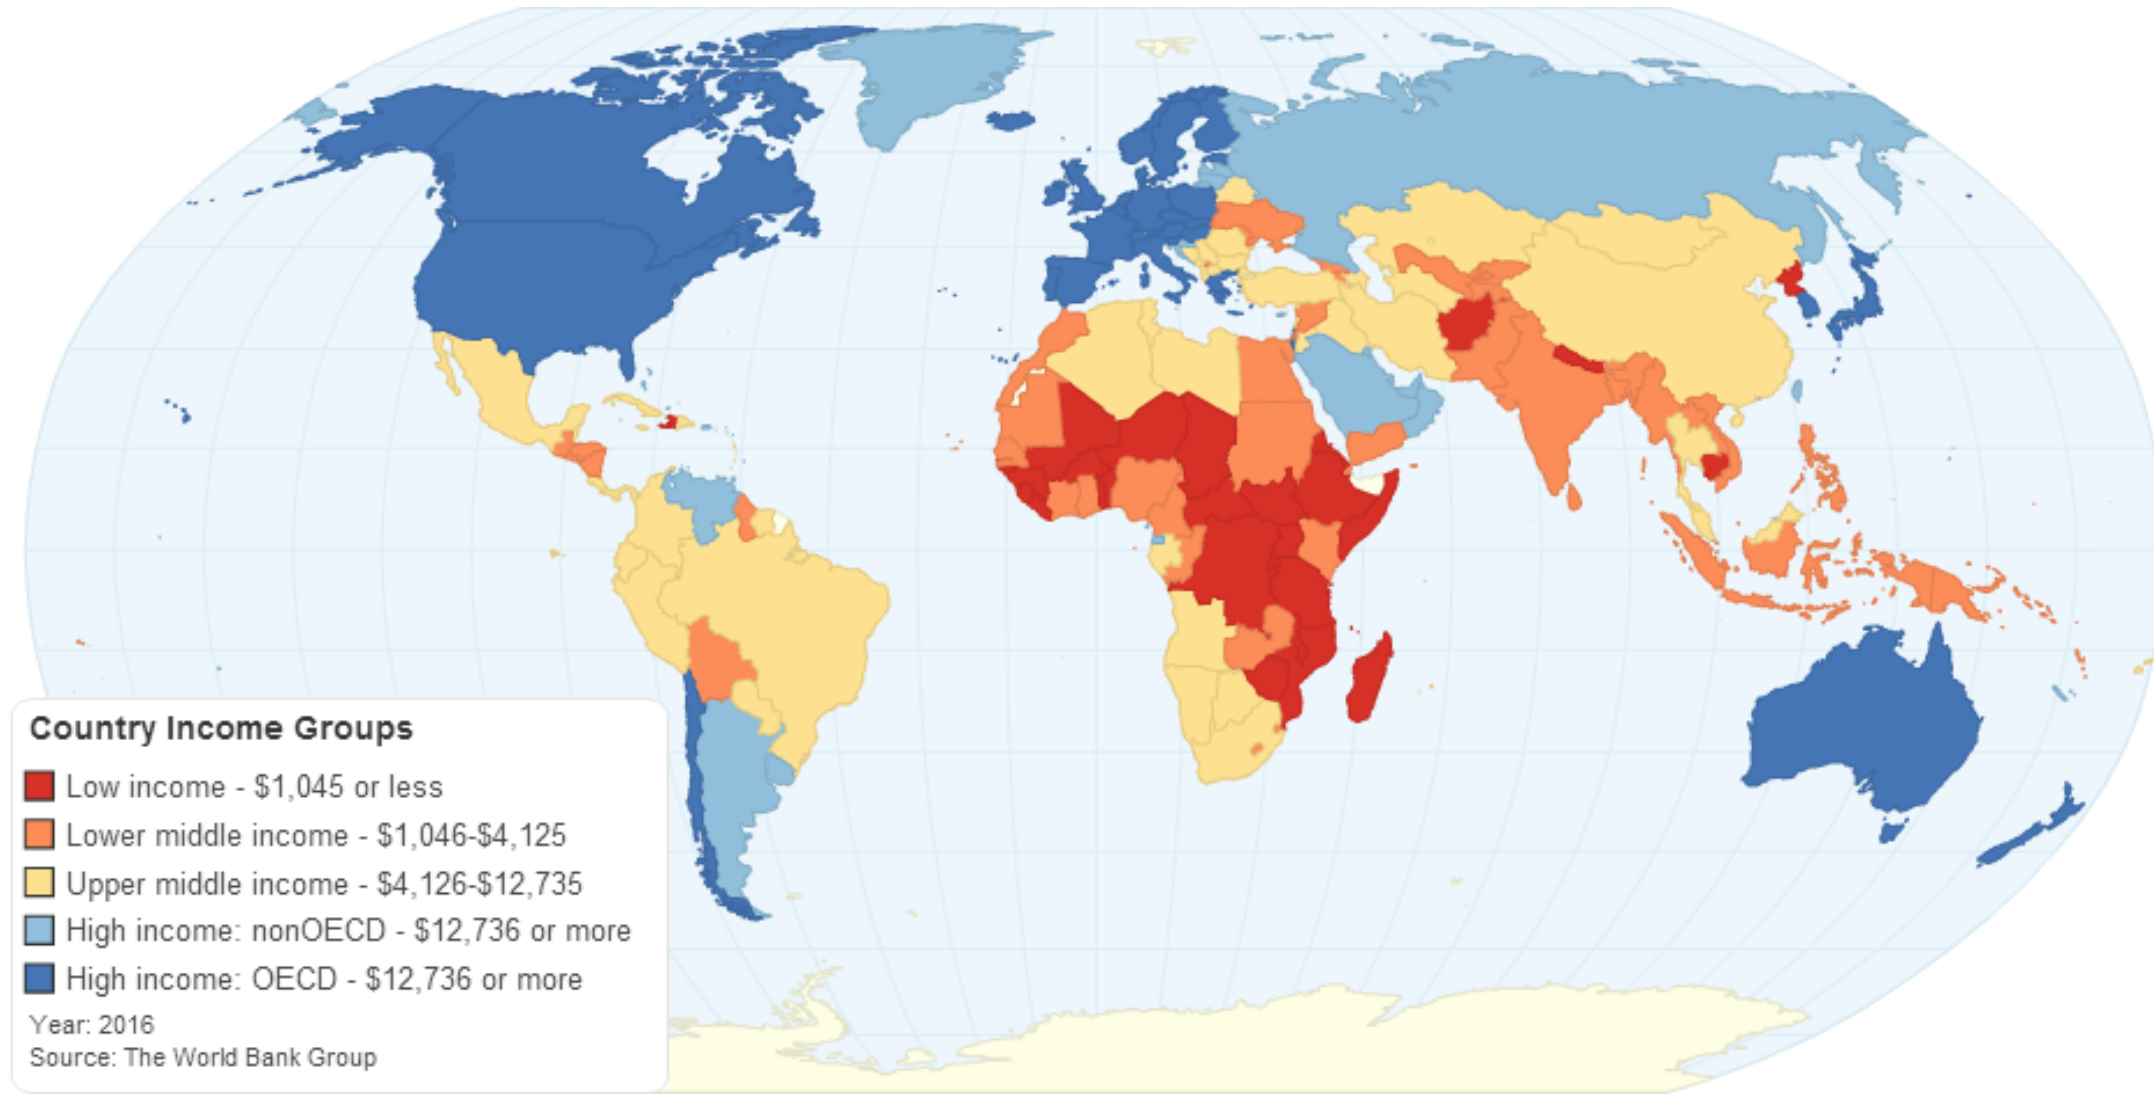 Country Income Groups
Low income - $1,045 or less
Lower middle income - $1,046-$4,125
Upper middle income - $4,126-$12,735
High income: nonOECD - $12,736 or more
High income: OECD - $12,736 or more
Year: 2016
Source: The World Bank Group